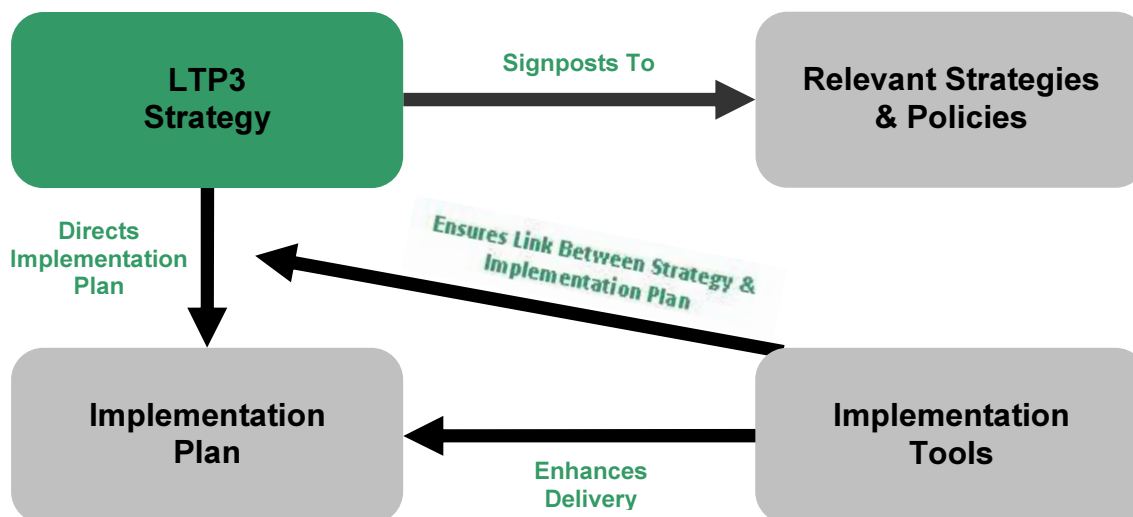 LTP3
Strategy
Signposts To
Relevant Strategies
& Policies
Directs
Implementation
Plan
Ensures Link Between Strategy &
Implementation Plan
Implementation
Plan
Enhances
Delivery
Implementation
Tools